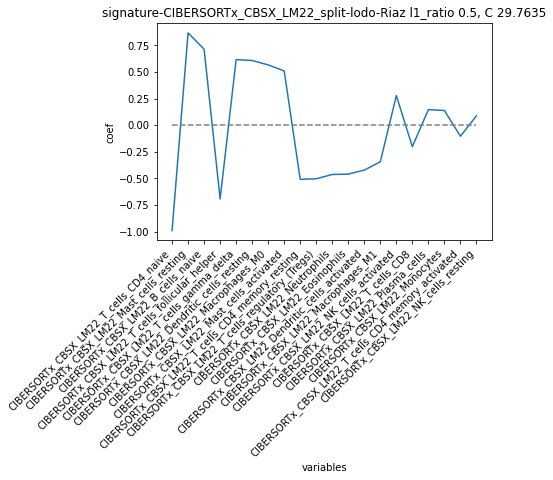 signature-CIBERSORTx_CBSX_LM22_split-lodo-Riaz l1_ratio 0.5, C 29.7635
coef
0.75
0.50
0.25
0.00
−0.25
−0.50
−0.75
−1.00
CIBERSORTx_CBSX_LM22_T_cells_CD4_naive
CIBERSORTx_CBSX_LM22_Mast_cells_resting
CIBERSORTx_CBSX_LM22_B_cells_naive
CIBERSORTx_CBSX_LM22_T_cells_follicular_helper
CIBERSORTx_CBSX_LM22_T_cells_gamma_delta
CIBERSORTx_CBSX_LM22_Dendritic_cells_resting
CIBERSORTx_CBSX_LM22_Macrophages_M0
CIBERSORTx_CBSX_LM22_Mast_cells_activated
CIBERSORTx_CBSX_LM22_T_cells_CD4_memory_resting
CIBERSORTx_CBSX_LM22_T_cells_regulatory_(Tregs)
CIBERSORTx_CBSX_LM22_Neutrophils
CIBERSORTx_CBSX_LM22_Eosinophils
CIBERSORTx_CBSX_LM22_Dendritic_cells_activated
CIBERSORTx_CBSX_LM22_Macrophages_M1
CIBERSORTx_CBSX_LM22_NK_cells_activated
CIBERSORTx_CBSX_LM22_T_cells_CD8
CIBERSORTx_CBSX_LM22_Plasma_cells
CIBERSORTx_CBSX_LM22_Monocytes
CIBERSORTx_CBSX_LM22_T_cells_CD4_memory_activated
CIBERSORTx_CBSX_LM22_NK_cells_resting
variables